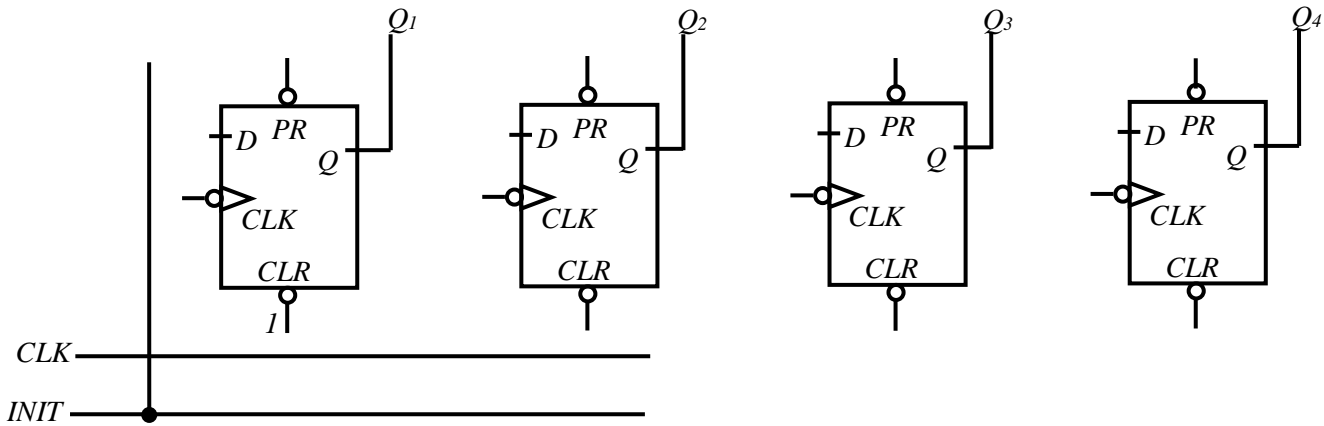 Q1 Q2 Q3 Q4
PR PR PR PR
D D D D
Q Q Q Q
CLK CLK CLK CLK
CLR CLR CLR CLR
1
CLK
INIT